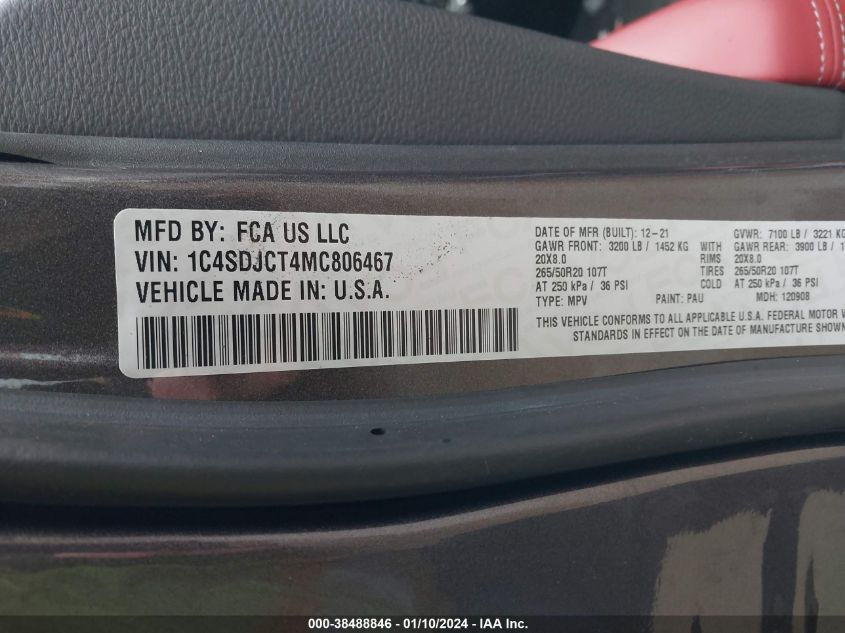 MFD BY: FCA US LLC
VIN: 1C4SDJCT4MC806467
VEHICLE MADE IN: U.S.A.
DATE OF MFR (BUILT): 12-21 GVWR: 7100 LB / 3221 KG
GAWR FRONT: 3200 LB / 1452 KG WITH GAWR REAR: 3900 LB /
20X8.0 RIMS 20X8.0
265/50R20 107T TIRES 265/50R20 107T
AT 250 kPa / 36 PSI COLD AT 250 kPa / 36 PSI
TYPE: MPV PAINT: PAU MDH: 120908
THIS VEHICLE CONFORMS TO ALL APPLICABLE U.S.A. FEDERAL MOTOR
STANDARDS IN EFFECT ON THE DATE OF MANUFACTURE SHOWN
000-38488846 - 01/10/2024 - IAA Inc.